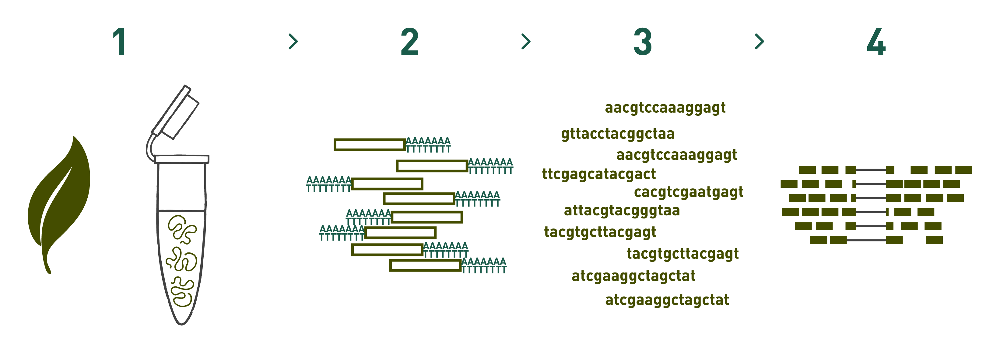 1 > 2 > 3 > 4
AAAAAAA
TTTTTTTT
AAAAAAA
TTTTTTTT
AAAAAAA
TTTTTTTT
AAAAAAA
TTTTTTTT
AAAAAAA
TTTTTTTT
AAAAAAA
TTTTTTTT
AAAAAAA
TTTTTTTT
AAAAAAA
TTTTTTTT
aacgtccaaaggagt
gttacctacggctaa
aacgtccaaaggagt
ttcgagcatacgact
cacgtcgaatgagt
attacgtacgggtaa
tacgtgcttacgagt
tacgtgcttacgagt
atcgaaggctagctat
atcgaaggctagctat